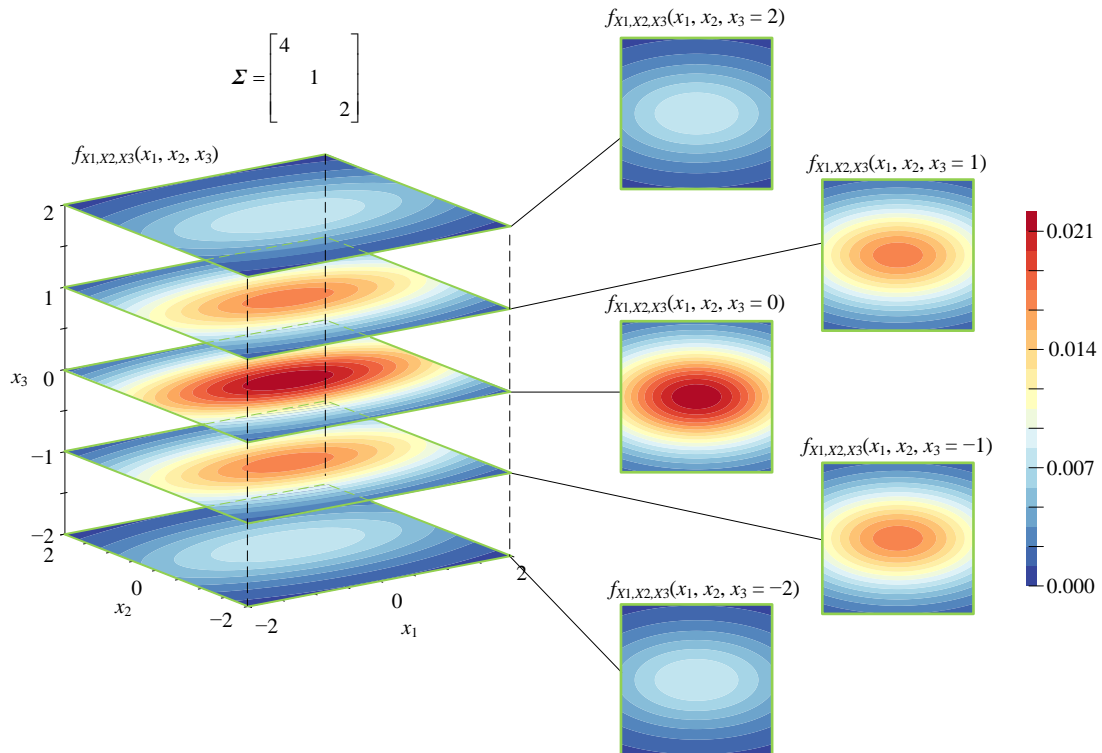 Σ = [4 1 2]
f_{X1,X2,X3}(x₁, x₂, x₃)
2
1
0
−1
−2
x₃
2
0
−2
x₂
−2
0
2
x₁
f_{X1,X2,X3}(x₁, x₂, x₃ = 2)
f_{X1,X2,X3}(x₁, x₂, x₃ = 1)
f_{X1,X2,X3}(x₁, x₂, x₃ = 0)
f_{X1,X2,X3}(x₁, x₂, x₃ = −1)
f_{X1,X2,X3}(x₁, x₂, x₃ = −2)
0.021
0.014
0.007
0.000